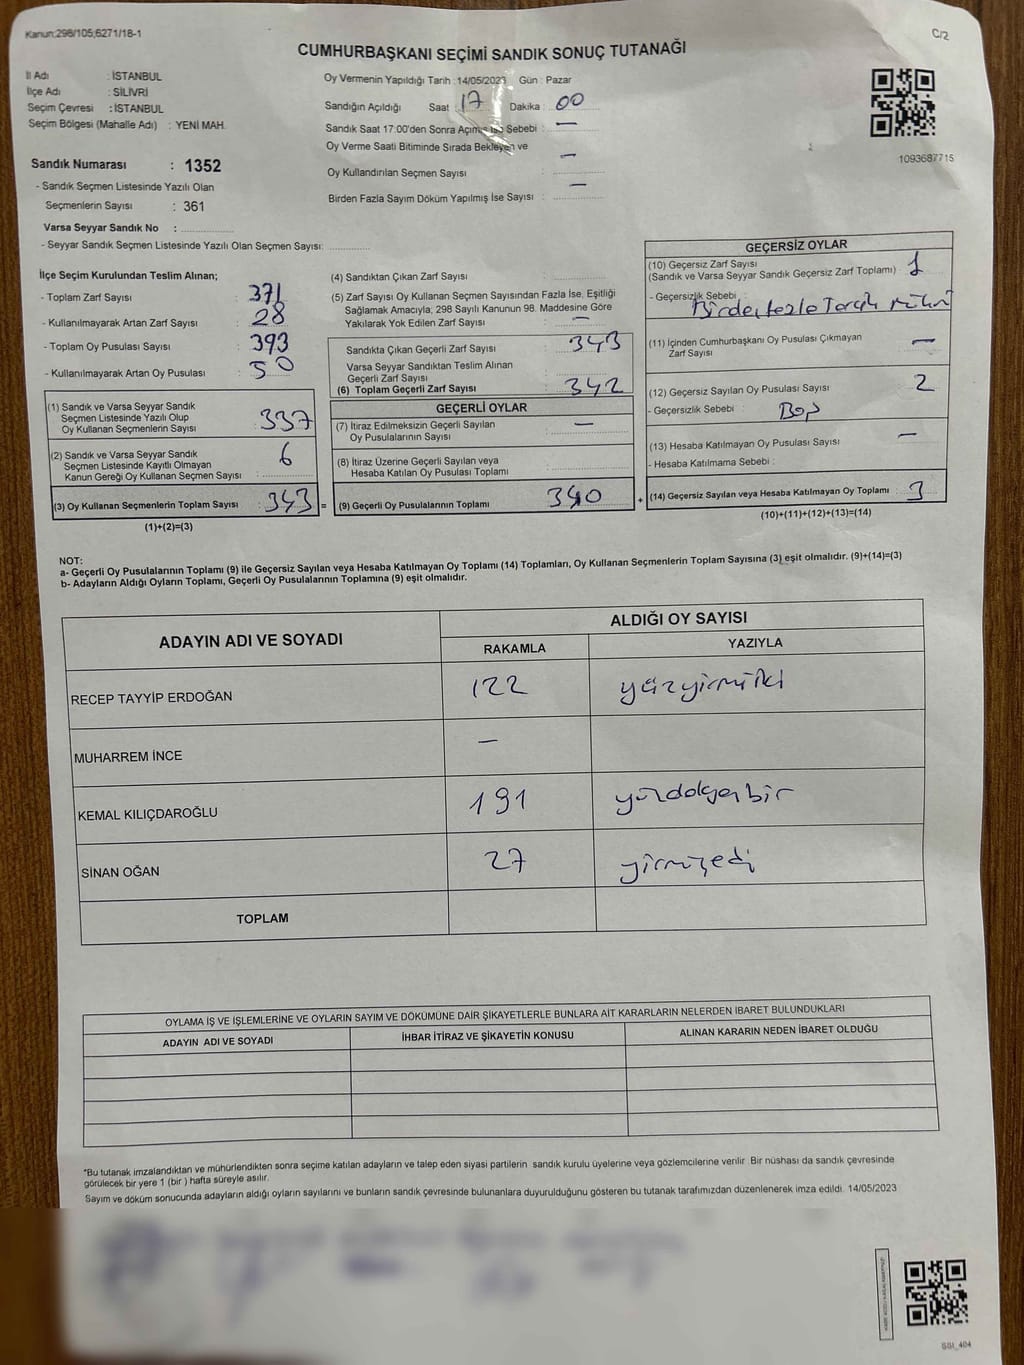 Kanun:298/105;6271/18-1
C/2
CUMHURBAŞKANI SEÇİMİ SANDIK SONUÇ TUTANAĞI
İl Adı : İSTANBUL
İlçe Adı : SİLİVRİ
Seçim Çevresi : İSTANBUL
Seçim Bölgesi (Mahalle Adı) : YENİ MAH.
Sandık Numarası : 1352
- Sandık Seçmen Listesinde Yazılı Olan
Seçmenlerin Sayısı : 361
Varsa Seyyar Sandık No :
- Seyyar Sandık Seçmen Listesinde Yazılı Olan Seçmen Sayısı:
Oy Vermenin Yapıldığı Tarih : 14/05/2023 Gün : Pazar
Sandığın Açıldığı Saat : 17 Dakika : 00
Sandık Saat 17:00'den Sonra Açılmış İse Sebebi : —
Oy Verme Saati Bitiminde Sırada Bekleyen ve
Oy Kullandırılan Seçmen Sayısı : —
Birden Fazla Sayım Döküm Yapılmış İse Sayısı : —
1093687715
İlçe Seçim Kurulundan Teslim Alınan;
- Toplam Zarf Sayısı : 371
- Kullanılmayarak Artan Zarf Sayısı : 28
- Toplam Oy Pusulası Sayısı : 393
- Kullanılmayarak Artan Oy Pusulası : 50
(1) Sandık ve Varsa Seyyar Sandık
Seçmen Listesinde Yazılı Olup
Oy Kullanan Seçmenlerin Sayısı : 337
(2) Sandık ve Varsa Seyyar Sandık
Seçmen Listesinde Kayıtlı Olmayan
Kanun Gereği Oy Kullanan Seçmen Sayısı : 6
(3) Oy Kullanan Seçmenlerin Toplam Sayısı : 343 =
(1)+(2)=(3)
(4) Sandıktan Çıkan Zarf Sayısı :
(5) Zarf Sayısı Oy Kullanan Seçmen Sayısından Fazla İse, Eşitliği
Sağlamak Amacıyla; 298 Sayılı Kanunun 98. Maddesine Göre
Yakılarak Yok Edilen Zarf Sayısı : —
Sandıkta Çıkan Geçerli Zarf Sayısı : 343
Varsa Seyyar Sandıktan Teslim Alınan
Geçerli Zarf Sayısı :
(6) Toplam Geçerli Zarf Sayısı : 342
GEÇERLİ OYLAR
(7) İtiraz Edilmeksizin Geçerli Sayılan
Oy Pusulalarının Sayısı : —
(8) İtiraz Üzerine Geçerli Sayılan veya
Hesaba Katılan Oy Pusulası Toplamı :
(9) Geçerli Oy Pusulalarının Toplamı : 340 +
GEÇERSİZ OYLAR
(10) Geçersiz Zarf Sayısı
(Sandık ve Varsa Seyyar Sandık Geçersiz Zarf Toplamı) : 1
- Geçersizlik Sebebi :
Birden fazla Tercih mühri
(11) İçinden Cumhurbaşkanı Oy Pusulası Çıkmayan
Zarf Sayısı : —
(12) Geçersiz Sayılan Oy Pusulası Sayısı : 2
- Geçersizlik Sebebi : Boş
(13) Hesaba Katılmayan Oy Pusulası Sayısı : —
- Hesaba Katılmama Sebebi :
(14) Geçersiz Sayılan veya Hesaba Katılmayan Oy Toplamı : 3
(10)+(11)+(12)+(13)=(14)
NOT:
a- Geçerli Oy Pusulalarının Toplamı (9) ile Geçersiz Sayılan veya Hesaba Katılmayan Oy Toplamı (14) Toplamları, Oy Kullanan Seçmenlerin Toplam Sayısına (3) eşit olmalıdır. (9)+(14)=(3)
b- Adayların Aldığı Oyların Toplamı, Geçerli Oy Pusulalarının Toplamına (9) eşit olmalıdır.
ADAYIN ADI VE SOYADI
ALDIĞI OY SAYISI
RAKAMLA YAZIYLA
RECEP TAYYİP ERDOĞAN 122 yüzyirmiiki
MUHARREM İNCE —
KEMAL KILIÇDAROĞLU 191 yüzdoksanbir
SİNAN OĞAN 27 yirmiyedi
TOPLAM
OYLAMA İŞ VE İŞLEMLERİNE VE OYLARIN SAYIM VE DÖKÜMÜNE DAİR ŞİKAYETLERLE BUNLARA AİT KARARLARIN NELERDEN İBARET BULUNDUKLARI
ADAYIN ADI VE SOYADI İHBAR İTİRAZ VE ŞİKAYETİN KONUSU ALINAN KARARIN NEDEN İBARET OLDUĞU
*Bu tutanak imzalandıktan ve mühürlendikten sonra seçime katılan adayların ve talep eden siyasi partilerin sandık kurulu üyelerine veya gözlemcilerine verilir. Bir nüshası da sandık çevresinde
görülecek bir yere 1 (bir ) hafta süreyle asılır.
Sayım ve döküm sonucunda adayların aldığı oyların sayılarını ve bunların sandık çevresinde bulunanlara duyurulduğunu gösteren bu tutanak tarafımızdan düzenlenerek imza edildi. 14/05/2023